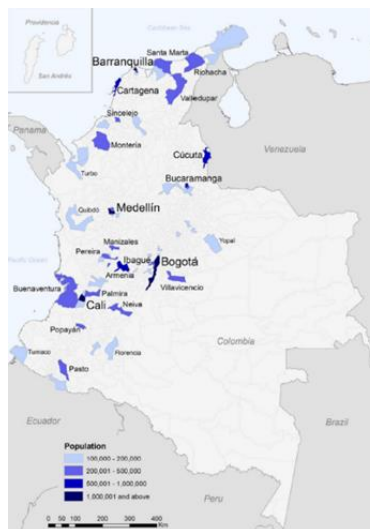 Providencia
Caribbean Sea
San Andrés
Santa Marta
Barranquilla
Riohacha
Cartagena
Valledupar
Sincelejo
Panama
Montería
Cúcuta
Venezuela
Turbo
Bucaramanga
Medellín
Quibdó
Manizales
Yopal
Pereira
Ibague
Bogotá
Pacific Ocean
Armenia
Buenaventura
Villavicencio
Palmira
Cali
Neiva
Popayán
Colombia
Tumaco
Florencia
Pasto
Ecuador
Brazil
Population
100,000 - 200,000
200,001 - 500,000
500,001 - 1,000,000
1,000,001 and above
Peru
0 50 100 200 300 400
Km